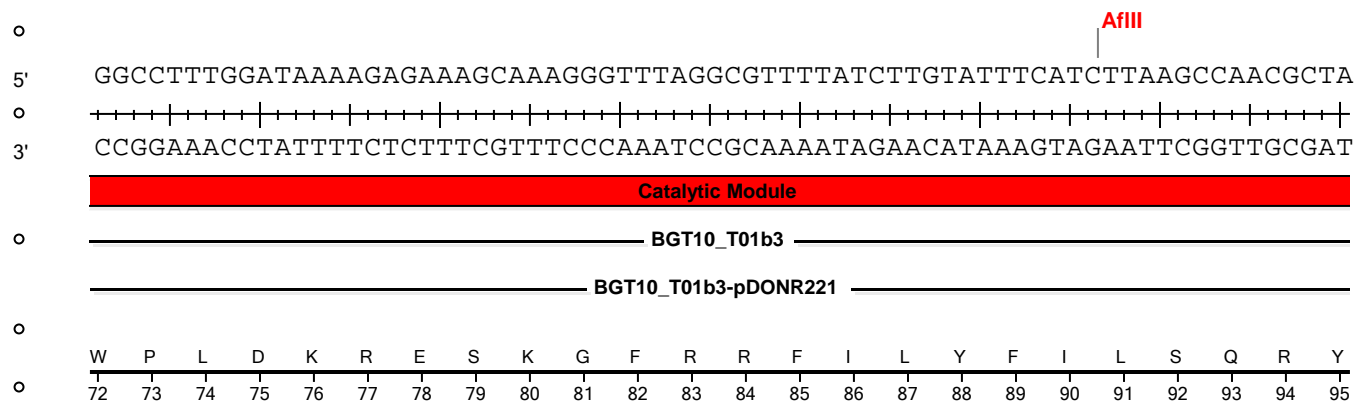 AflII
5' GGCCTTTGGATAAAAGAGAAAGCAAAGGGTTTAGGCGTTTTATCTTGTATTTCATCTTAAGCCAACGCTA
3' CCGGAAACCTATTTTCTCTTTCGTTTCCCAAATCCGCAAAATAGAACATAAAGTAGAATTCGGTTGCGAT
Catalytic Module
BGT10_T01b3
BGT10_T01b3-pDONR221
W P L D K R E S K G F R R F I L Y F I L S Q R Y
72 73 74 75 76 77 78 79 80 81 82 83 84 85 86 87 88 89 90 91 92 93 94 95